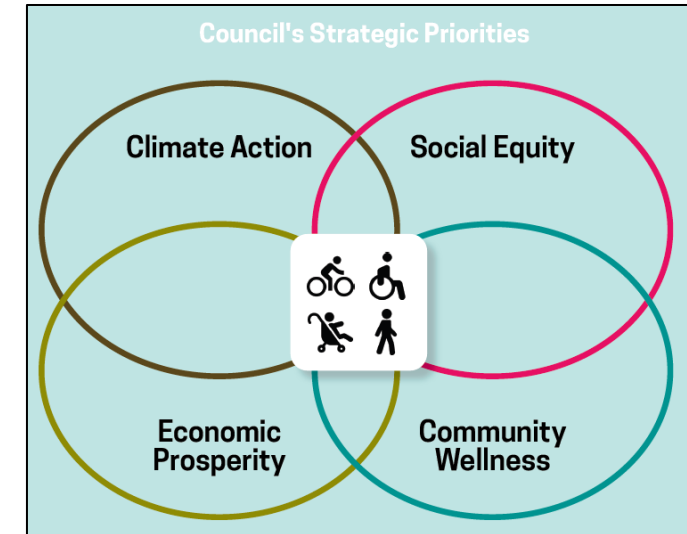 Council's Strategic Priorities
Climate Action
Social Equity
Economic
Prosperity
Community
Wellness